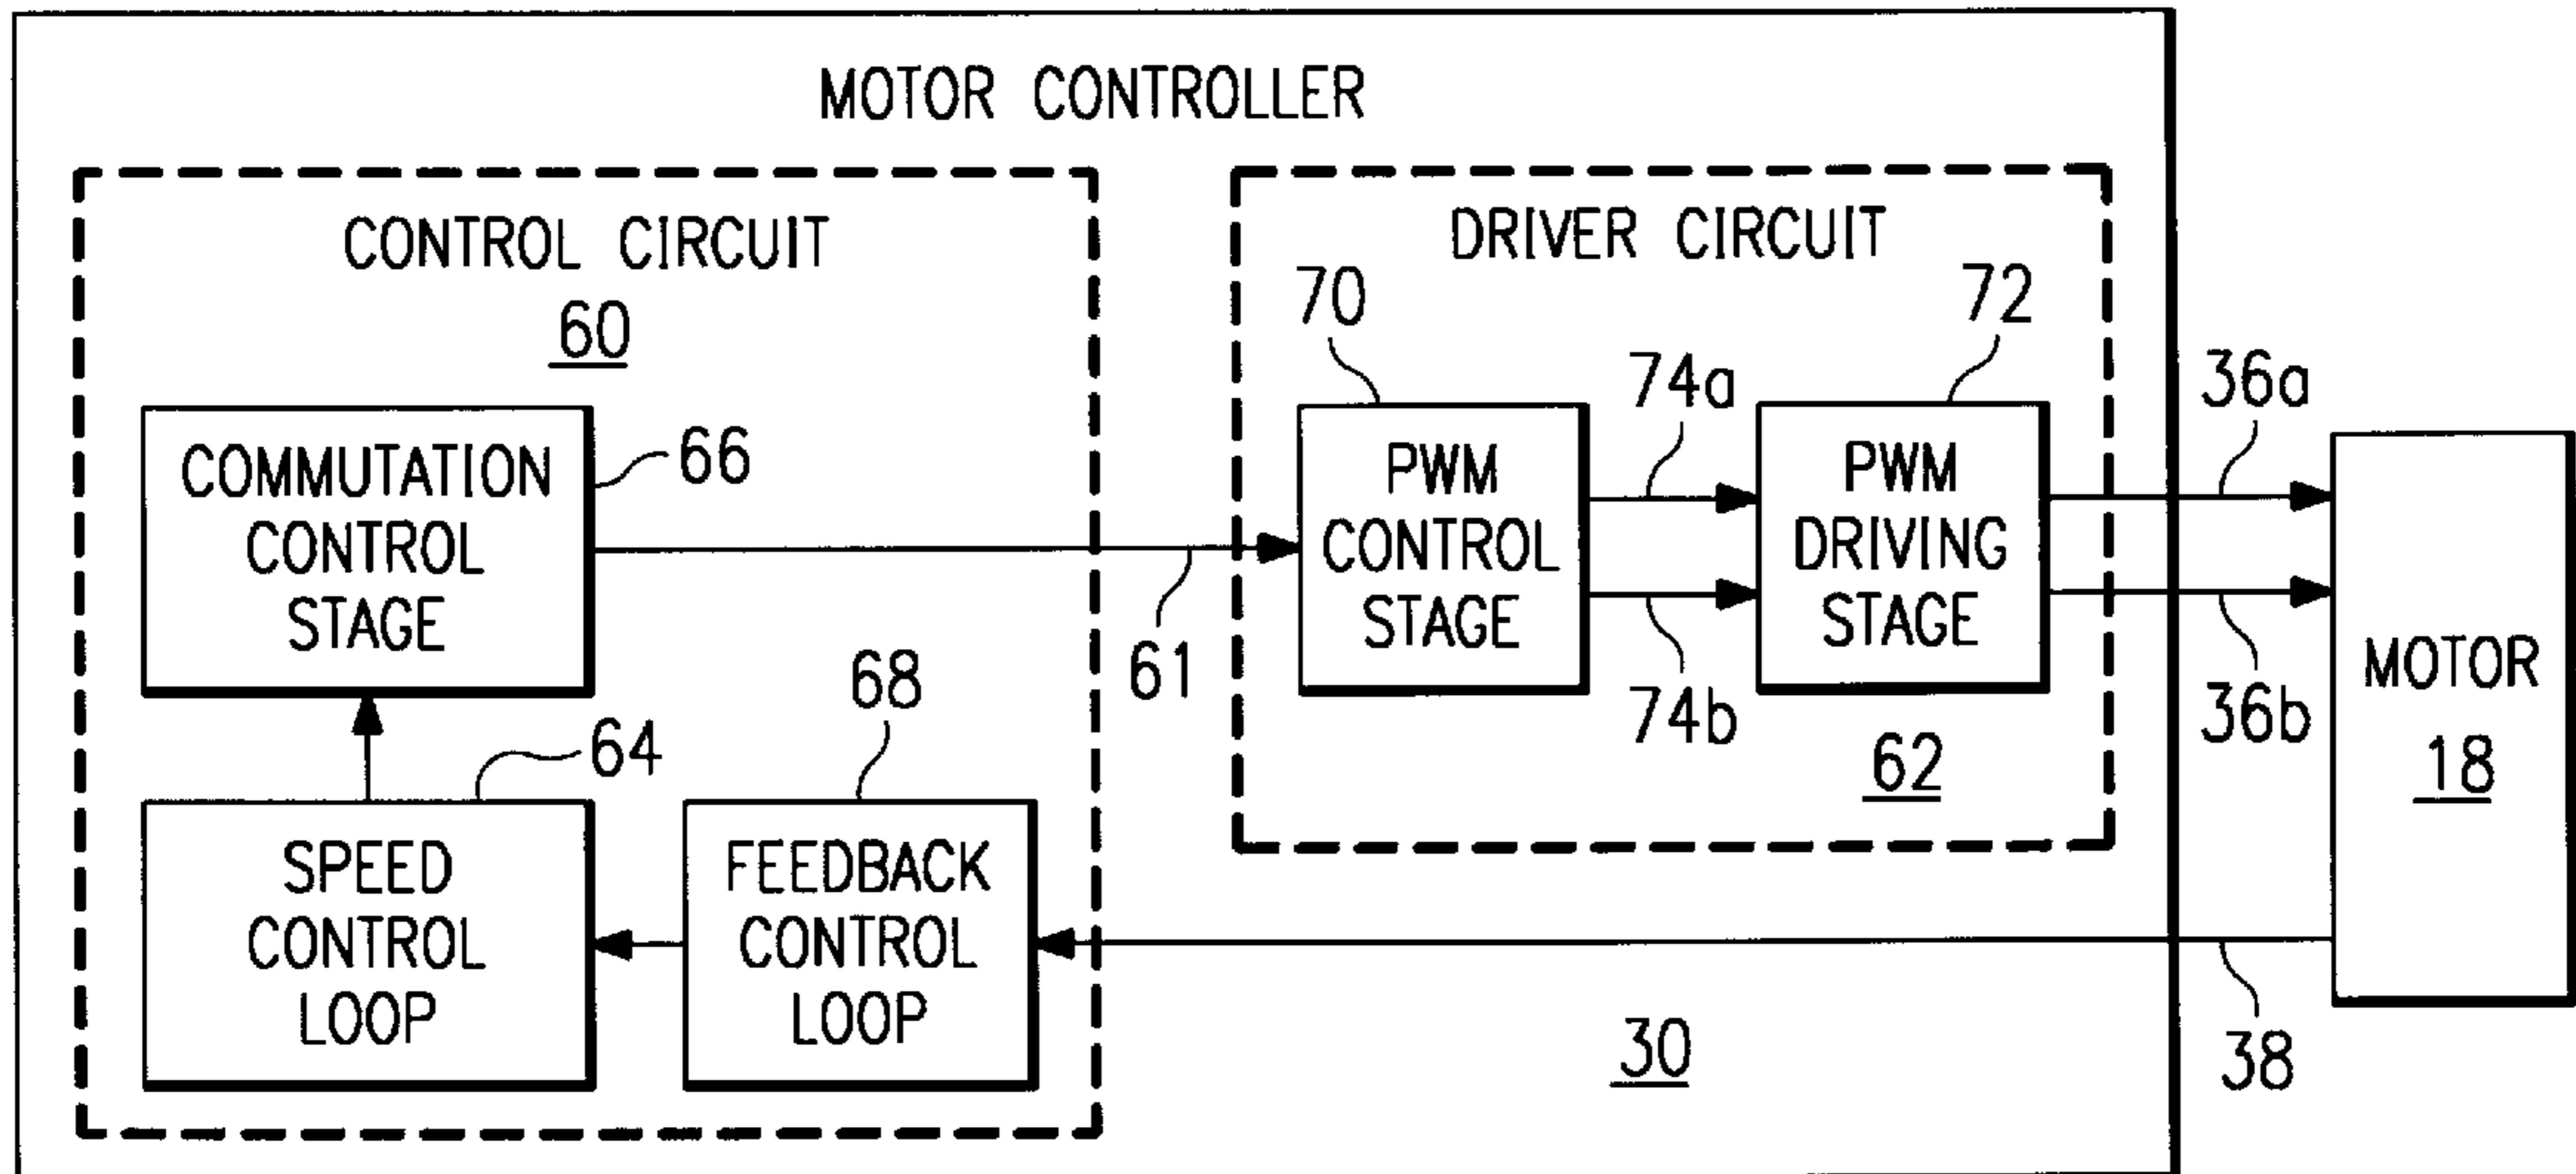 MOTOR CONTROLLER
CONTROL CIRCUIT
60
COMMUTATION
CONTROL
STAGE
66
SPEED
CONTROL
LOOP
64
FEEDBACK
CONTROL
LOOP
68
61
DRIVER CIRCUIT
70
72
PWM
CONTROL
STAGE
74a
74b
PWM
DRIVING
STAGE
62
36a
36b
MOTOR
18
38
30